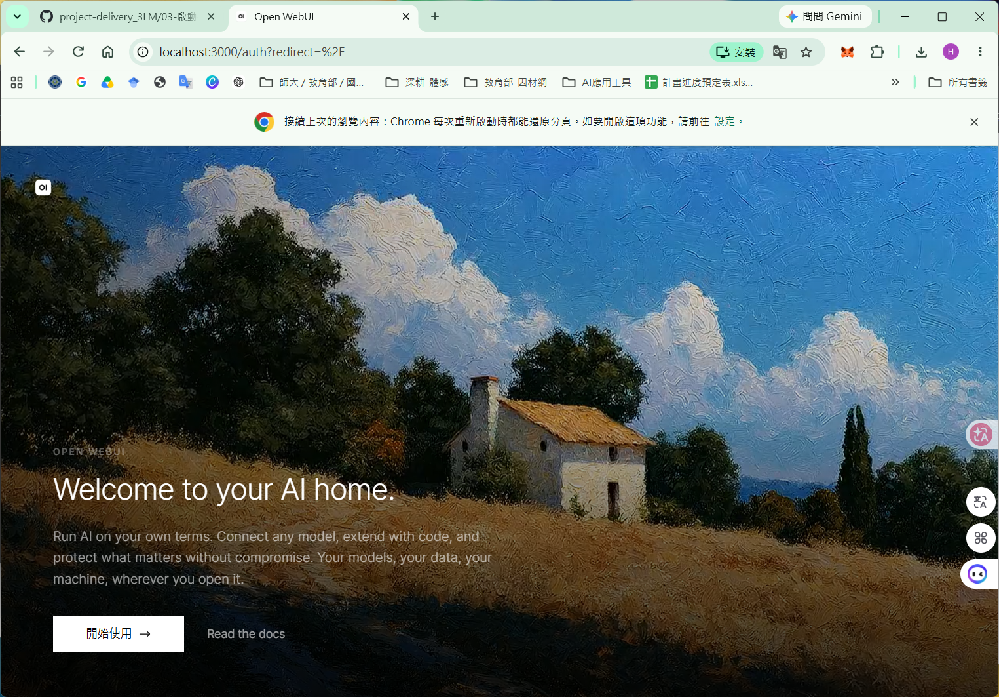 project-delivery_3LM/03-啟動
Open WebUI
問問 Gemini
localhost:3000/auth?redirect=%2F
安裝
H
師大 / 教育部 / 國...
深耕-體感
教育部-因材網
AI應用工具
計畫進度預定表.xls...
所有書籤
接續上次的瀏覽內容：Chrome 每次重新啟動時都能還原分頁。如要開啟這項功能，請前往 設定。
OI
OPEN WEBUI
Welcome to your AI home.
Run AI on your own terms. Connect any model, extend with code, and
protect what matters without compromise. Your models, your data, your
machine, wherever you open it.
開始使用 →
Read the docs